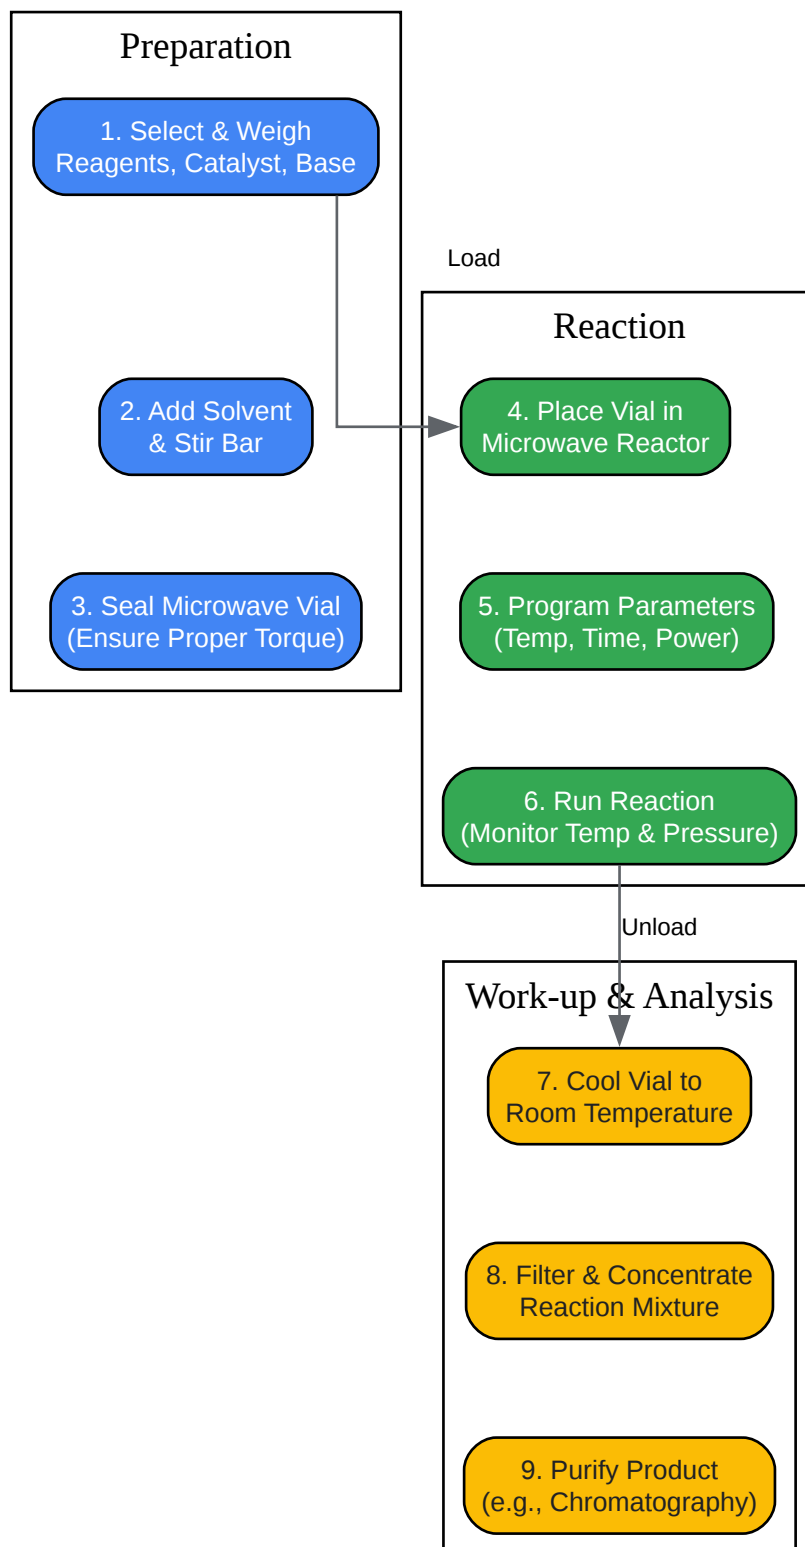 Preparation
1. Select & Weigh
Reagents, Catalyst, Base
Load
Reaction
2. Add Solvent
& Stir Bar
4. Place Vial in
Microwave Reactor
3. Seal Microwave Vial
(Ensure Proper Torque)
5. Program Parameters
(Temp, Time, Power)
6. Run Reaction
(Monitor Temp & Pressure)
Unload
Work-up & Analysis
7. Cool Vial to
Room Temperature
8. Filter & Concentrate
Reaction Mixture
9. Purify Product
(e.g., Chromatography)